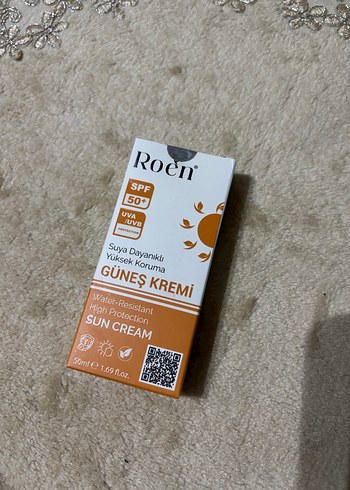 Roen®
SPF
50+
UVA
UVB
PROTECTION
Suya Dayanıklı
Yüksek Koruma
GÜNEŞ KREMİ
Water-Resistant
High Protection
SUN CREAM
50ml ℮ 1.69 fl.oz.